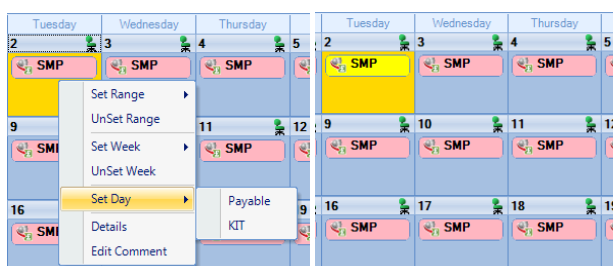 Tuesday Wednesday Thursday
2 3 4 5
SMP SMP SMP
Set Range
UnSet Range
9 11 12
Set Week
SMI SMP
UnSet Week
Set Day Payable
16 9
Details KIT
SMP
Edit Comment
Tuesday Wednesday Thursday
2 3 4 5
SMP SMP SMP
9 10 11 12
SMP SMP SMP
16 17 18 19
SMP SMP SMP